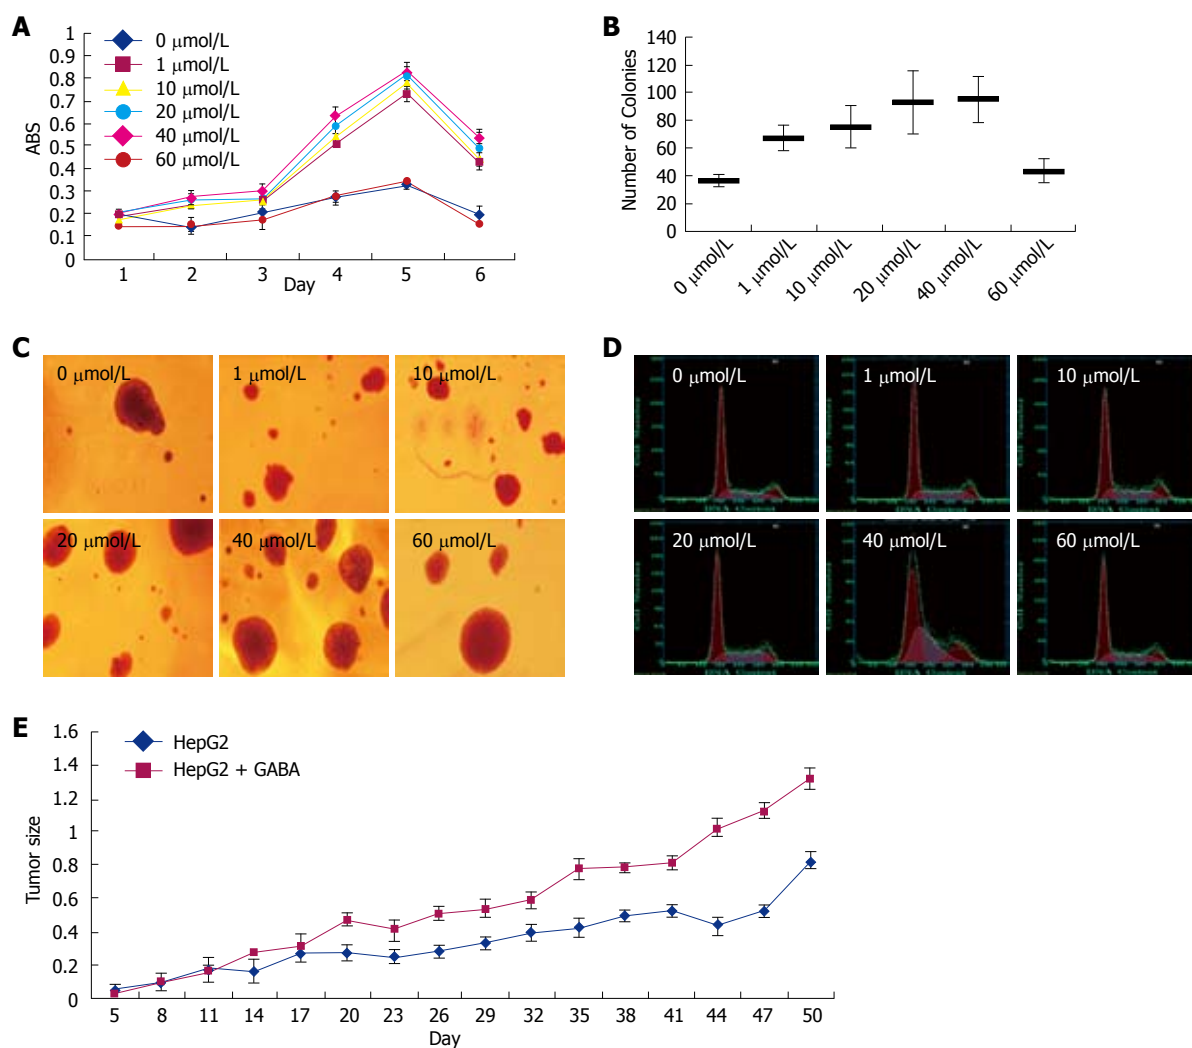 A
1
0.9
0.8
0.7
0.6
0.5
0.4
0.3
0.2
0.1
0
ABS
0 μmol/L
1 μmol/L
10 μmol/L
20 μmol/L
40 μmol/L
60 μmol/L
1 2 3 4 5 6
Day
B
140
120
100
80
60
40
20
0
Number of Colonies
0 μmol/L
1 μmol/L
10 μmol/L
20 μmol/L
40 μmol/L
60 μmol/L
C
0 μmol/L 1 μmol/L 10 μmol/L
20 μmol/L 40 μmol/L 60 μmol/L
D
0 μmol/L 1 μmol/L 10 μmol/L
20 μmol/L 40 μmol/L 60 μmol/L
E
1.6
1.4
1.2
1
0.8
0.6
0.4
0.2
0
Tumor size
HepG2
HepG2 + GABA
5 8 11 14 17 20 23 26 29 32 35 38 41 44 47 50
Day